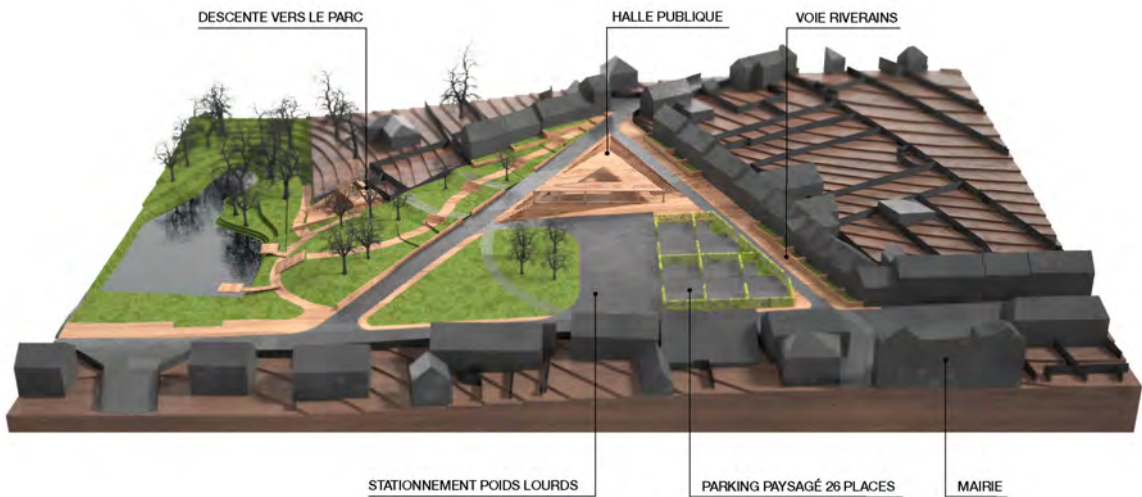 DESCENTE VERS LE PARC
HALLE PUBLIQUE
VOIE RIVERAINS
STATIONNEMENT POIDS LOURDS
PARKING PAYSAGÉ 26 PLACES
MAIRIE